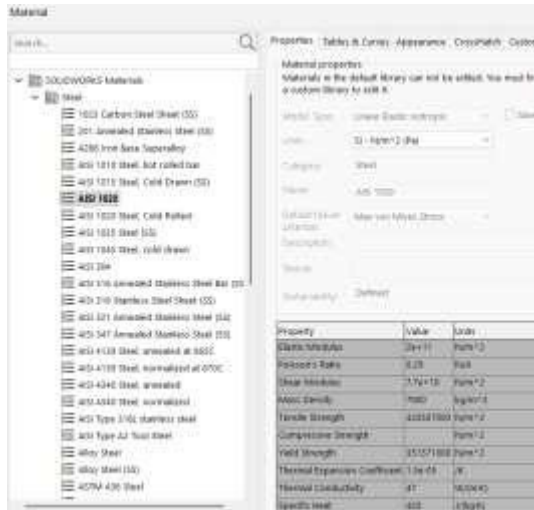 Material
Search...
Properties Tables & Curves Appearance CrossHatch Custom
Material properties
Materials in the default library can not be edited. You must first
a custom library to edit it.
SOLIDWORKS Materials
Steel
1023 Carbon Steel Sheet (SS)
201 Annealed Stainless Steel (SS)
A286 Iron Base Superalloy
AISI 1010 Steel, hot rolled bar
AISI 1015 Steel, Cold Drawn (SS)
AISI 1020
AISI 1020 Steel, Cold Rolled
AISI 1035 Steel (SS)
AISI 1045 Steel, cold drawn
AISI 304
AISI 316 Annealed Stainless Steel Bar (SS
AISI 316 Stainless Steel Sheet (SS)
AISI 321 Annealed Stainless Steel (SS)
AISI 347 Annealed Stainless Steel (SS)
AISI 4130 Steel, annealed at 865C
AISI 4130 Steel, normalized at 870C
AISI 4340 Steel, annealed
AISI 4340 Steel, normalized
AISI Type 316L stainless steel
AISI Type A2 Tool Steel
Alloy Steel
Alloy Steel (SS)
ASTM A36 Steel
Model Type: Linear Elastic Isotropic
Units: SI - N/m^2 (Pa)
Category: Steel
Name: AISI 1020
Default failure criterion: Max von Mises Stress
Description:
Source:
Sustainability: Defined
Property Value Units
Elastic Modulus 2e+11 N/m^2
Poisson's Ratio 0.29 N/A
Shear Modulus 7.7e+10 N/m^2
Mass Density 7900 kg/m^3
Tensile Strength N/m^2
Compressive Strength N/m^2
Yield Strength 351571000 N/m^2
Thermal Expansion Coefficient 1.5e-05 /K
Thermal Conductivity 47 W/(m·K)
Specific Heat 420 J/(kg·K)